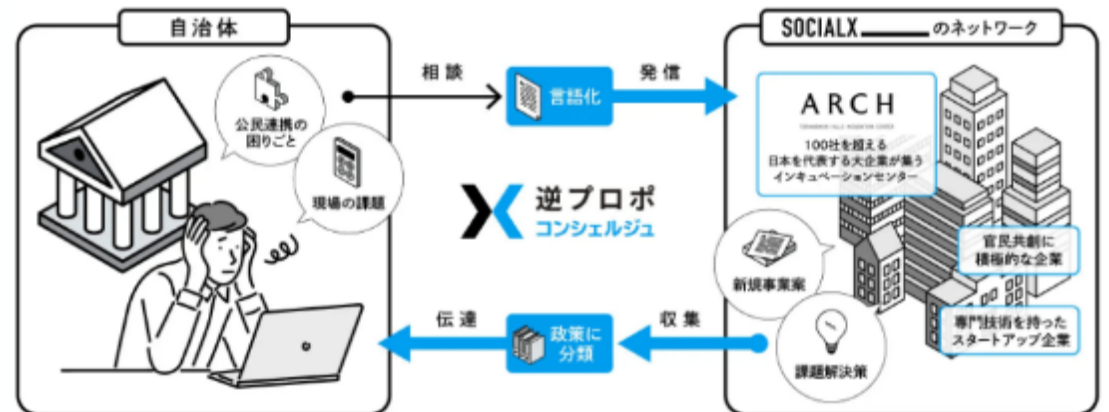 自治体
SOCIALX のネットワーク
公民連携の
困りごと
現場の課題
相談
言語化
発信
ARCH
100社を超える
日本を代表する大企業が集う
インキュベーションセンター
逆プロポ
コンシェルジュ
官民共創に
積極的な企業
新規事業案
専門技術を持った
スタートアップ企業
課題解決策
伝達
政策に
分類
収集